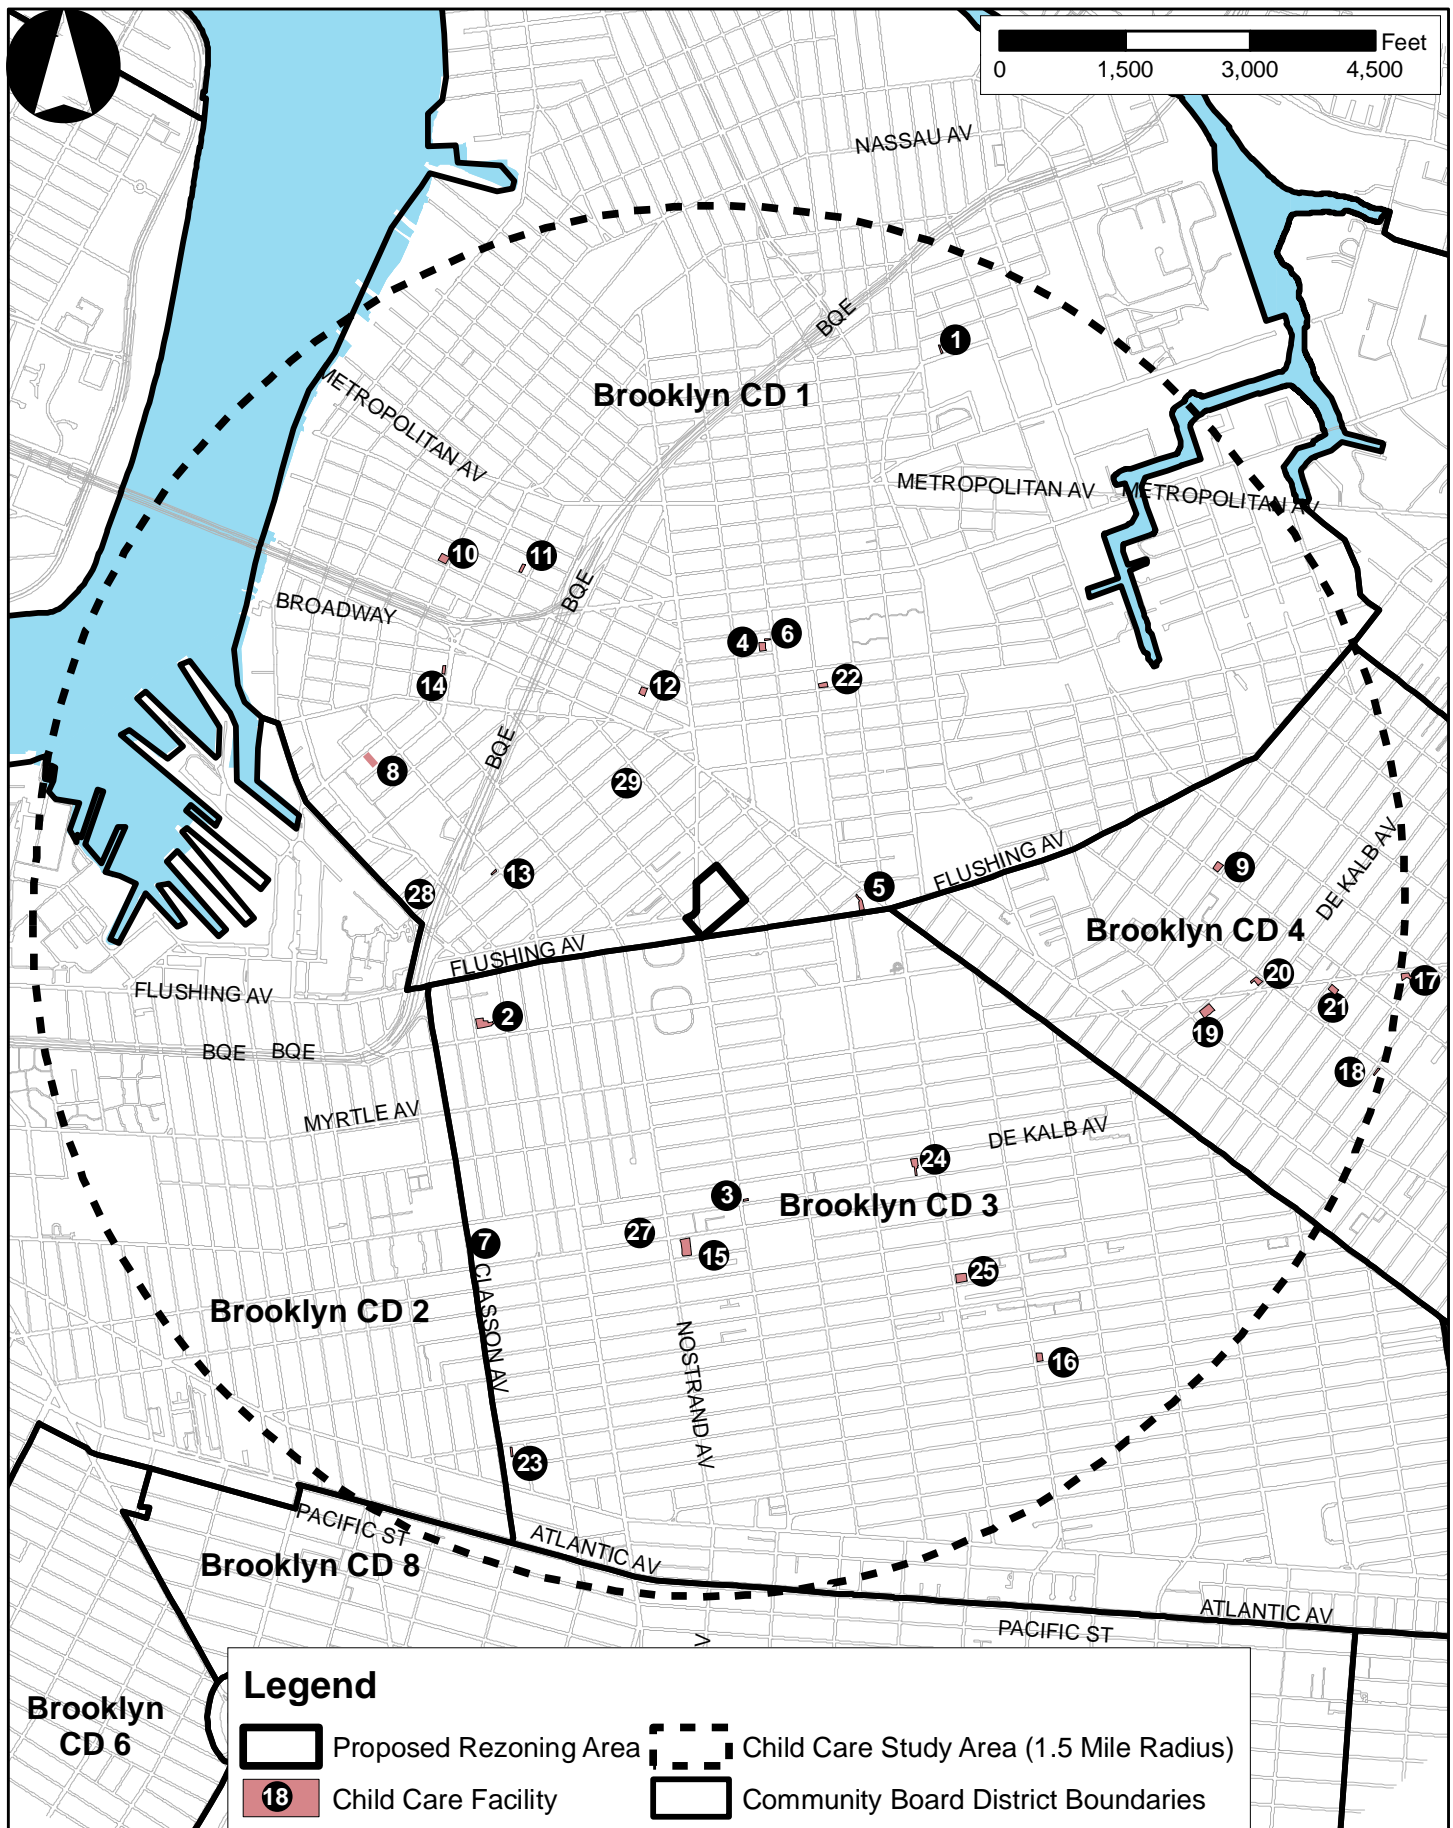 Feet
0 1,500 3,000 4,500
NASSAU AV
BQE
1
Brooklyn CD 1
METROPOLITAN AV
METROPOLITAN AV
METROPOLITAN AV
10
11
BQE
BROADWAY
4
6
14
12
22
BQE
8
29
13
28
5
FLUSHING AV
9
DE KALB AV
Brooklyn CD 4
FLUSHING AV
FLUSHING AV
20
17
21
19
2
BQE
BQE
18
MYRTLE AV
DE KALB AV
24
3
Brooklyn CD 3
27
7
15
25
CLASSON AV
Brooklyn CD 2
NOSTRAND AV
16
23
PACIFIC ST
ATLANTIC AV
Brooklyn CD 8
ATLANTIC AV
PACIFIC ST
V
Brooklyn
CD 6
Legend
Proposed Rezoning Area
Child Care Study Area (1.5 Mile Radius)
18
Child Care Facility
Community Board District Boundaries